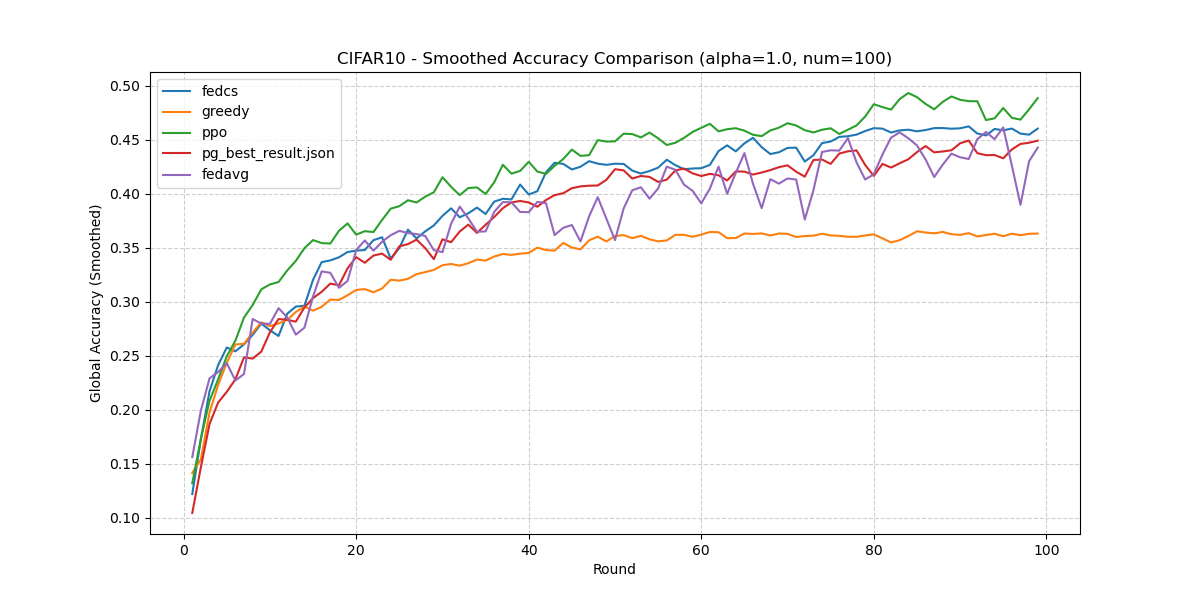 CIFAR10 - Smoothed Accuracy Comparison (alpha=1.0, num=100)
fedcs
greedy
ppo
pg_best_result.json
fedavg
Global Accuracy (Smoothed)
0.50
0.45
0.40
0.35
0.30
0.25
0.20
0.15
0.10
0
20
40
60
80
100
Round